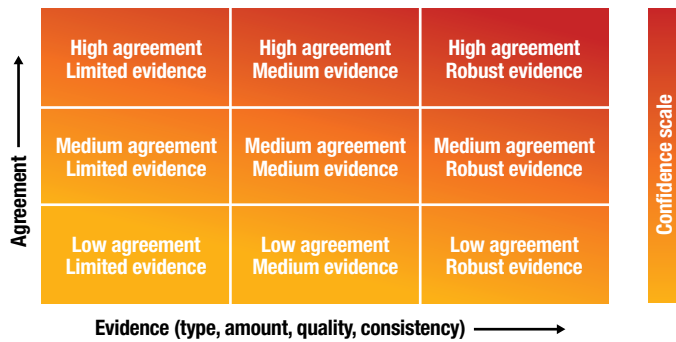 High agreement
Limited evidence
High agreement
Medium evidence
High agreement
Robust evidence
Medium agreement
Limited evidence
Medium agreement
Medium evidence
Medium agreement
Robust evidence
Low agreement
Limited evidence
Low agreement
Medium evidence
Low agreement
Robust evidence
Agreement
Evidence (type, amount, quality, consistency)
Confidence scale